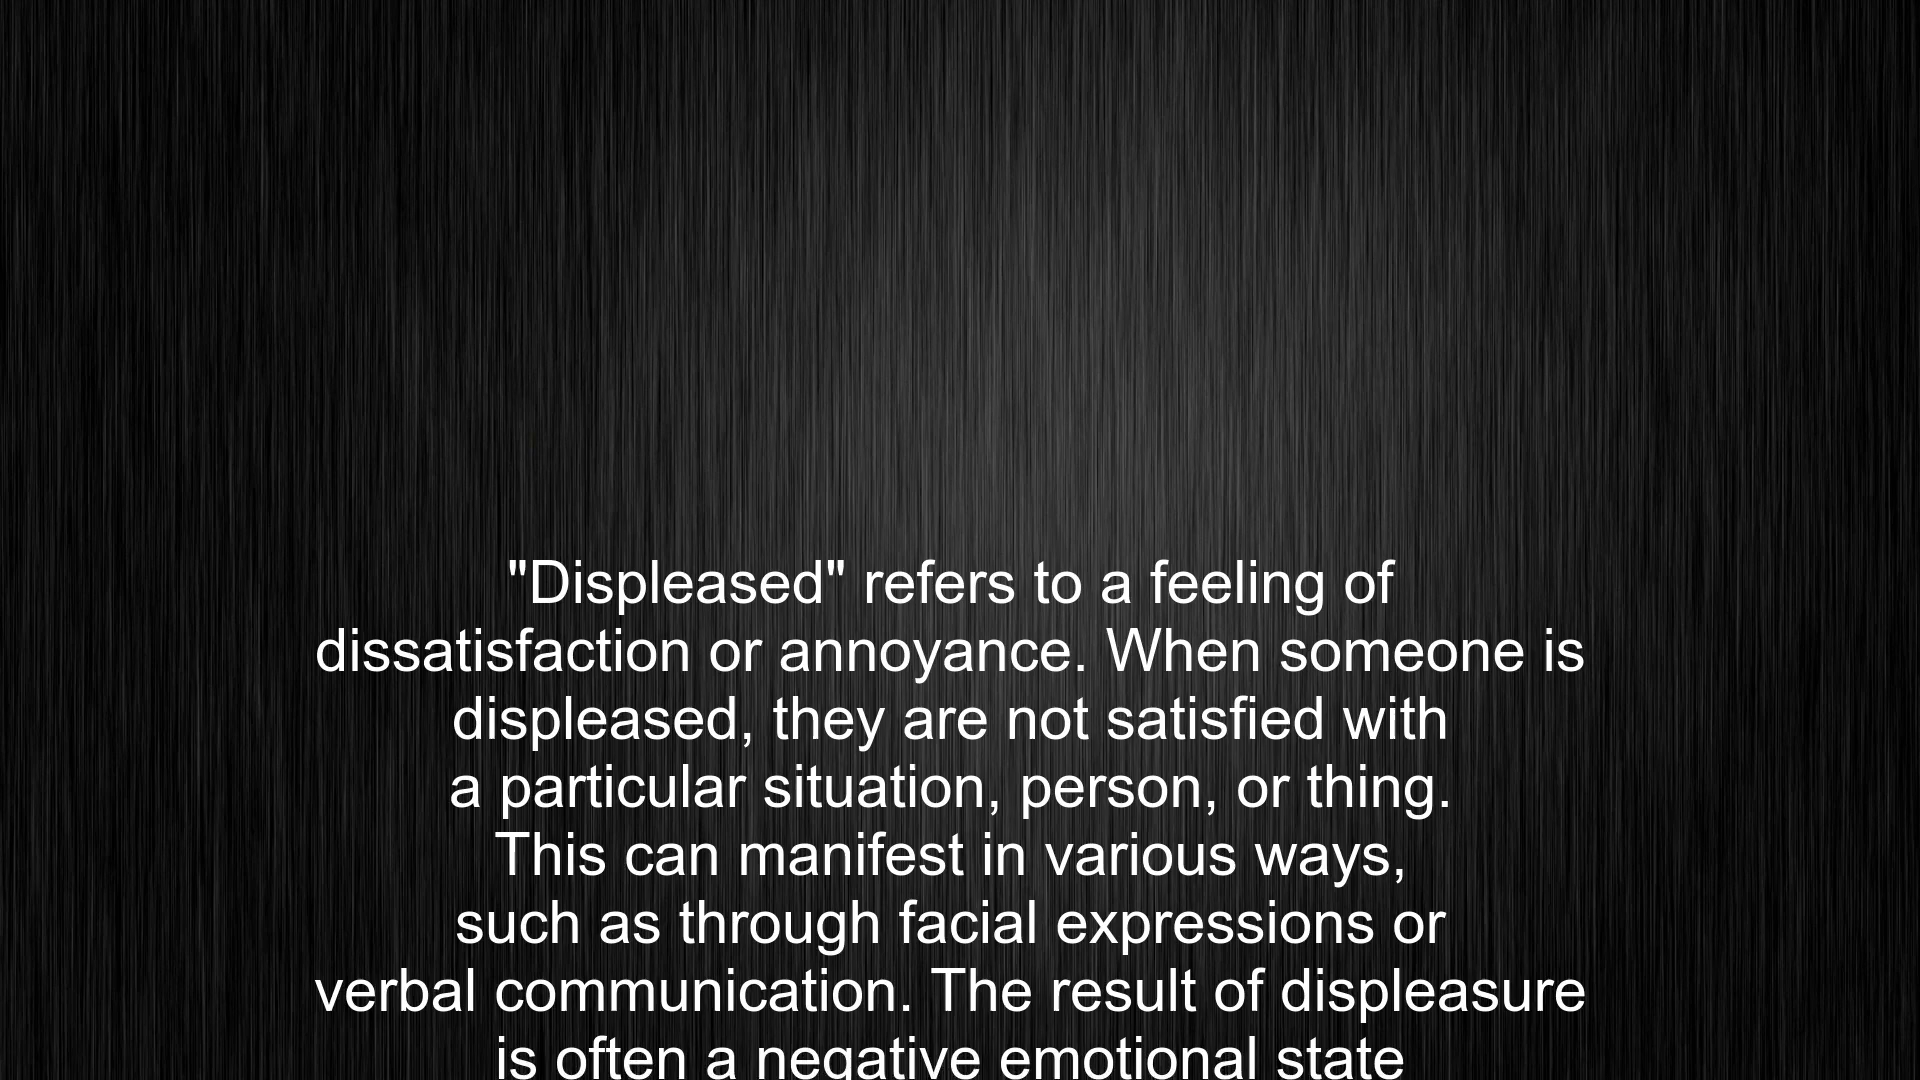 "Displeased" refers to a feeling of
dissatisfaction or annoyance. When someone is
displeased, they are not satisfied with
a particular situation, person, or thing.
This can manifest in various ways,
such as through facial expressions or
verbal communication. The result of displeasure
is often a negative emotional state